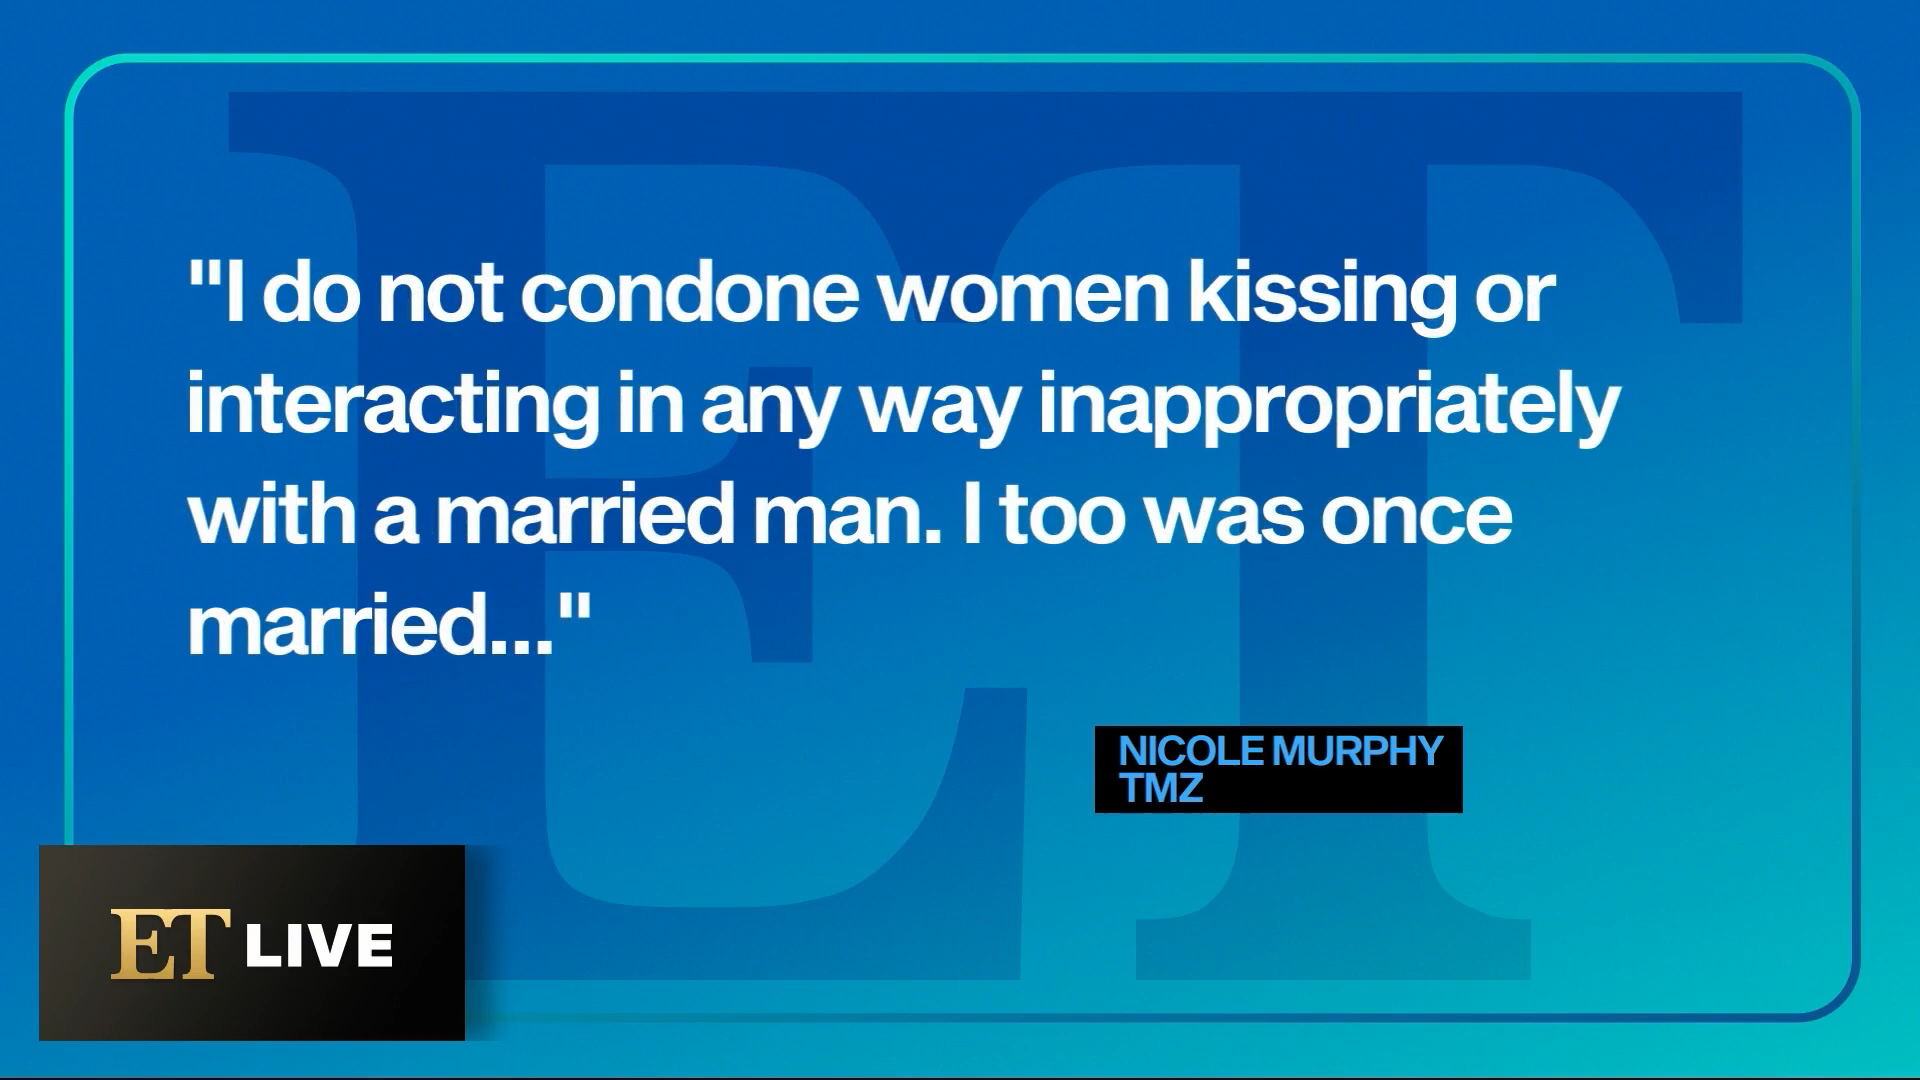 "I do not condone women kissing or
interacting in any way inappropriately
with a married man. I too was once
married..."
NICOLE MURPHY
TMZ
ET LIVE
ET